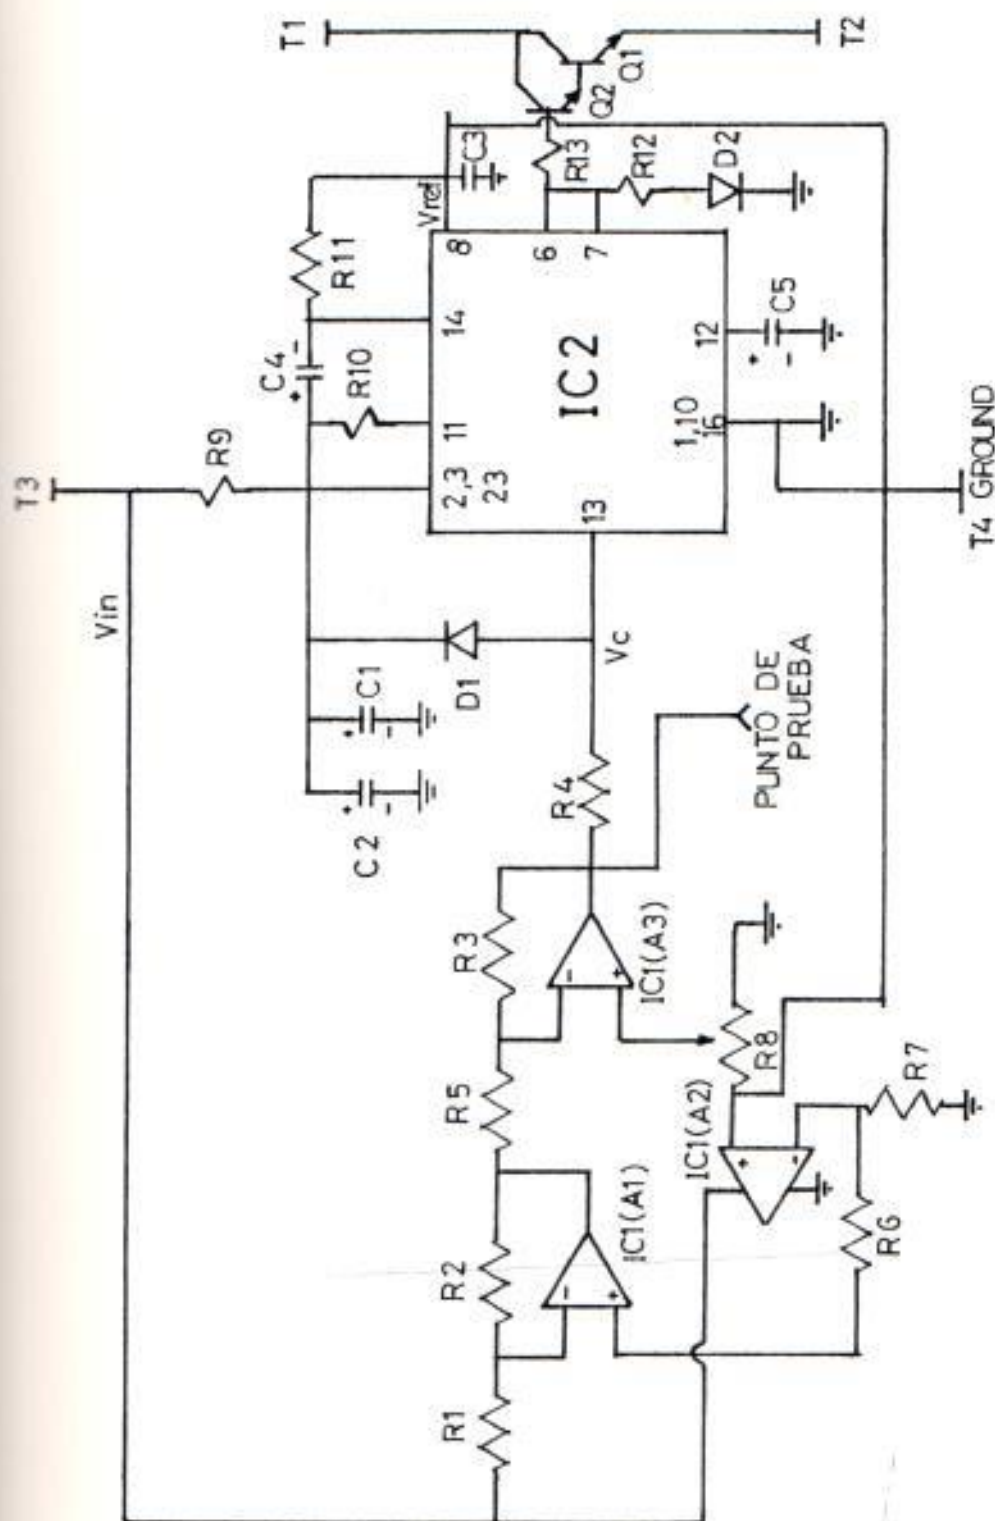 T3
T1
T2
T4 GROUND
Vin
R9
C4
R10
R11
Vref
C3
C2
C1
D1
2,3
23
11
14
8
6
7
13
1,10
16
12
IC2
R13
Q2
Q1
R12
D2
C5
Vc
R4
PUNTO DE
PRUEBA
R1
R2
R5
R3
IC1(A1)
IC1(A3)
IC1(A2)
R8
R6
R7
+
-
+
-
+
-
+
-
-
+
-
+
+
-